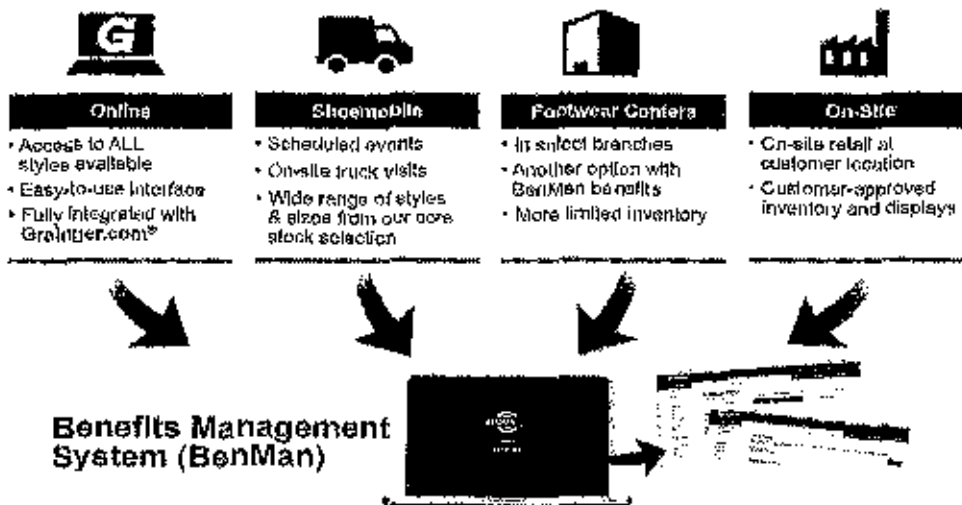 G
Online
• Access to ALL
styles available
• Easy-to-use interface
• Fully integrated with
Grainger.com®
Shoemobile
• Scheduled events
• On-site truck visits
• Wide range of styles
& sizes from our core
stock selection
Footwear Centers
• In select branches
• Another option with
BenMan benefits
• More limited inventory
On-Site
• On-site retail at
customer location
• Customer-approved
inventory and displays
Benefits Management
System (BenMan)